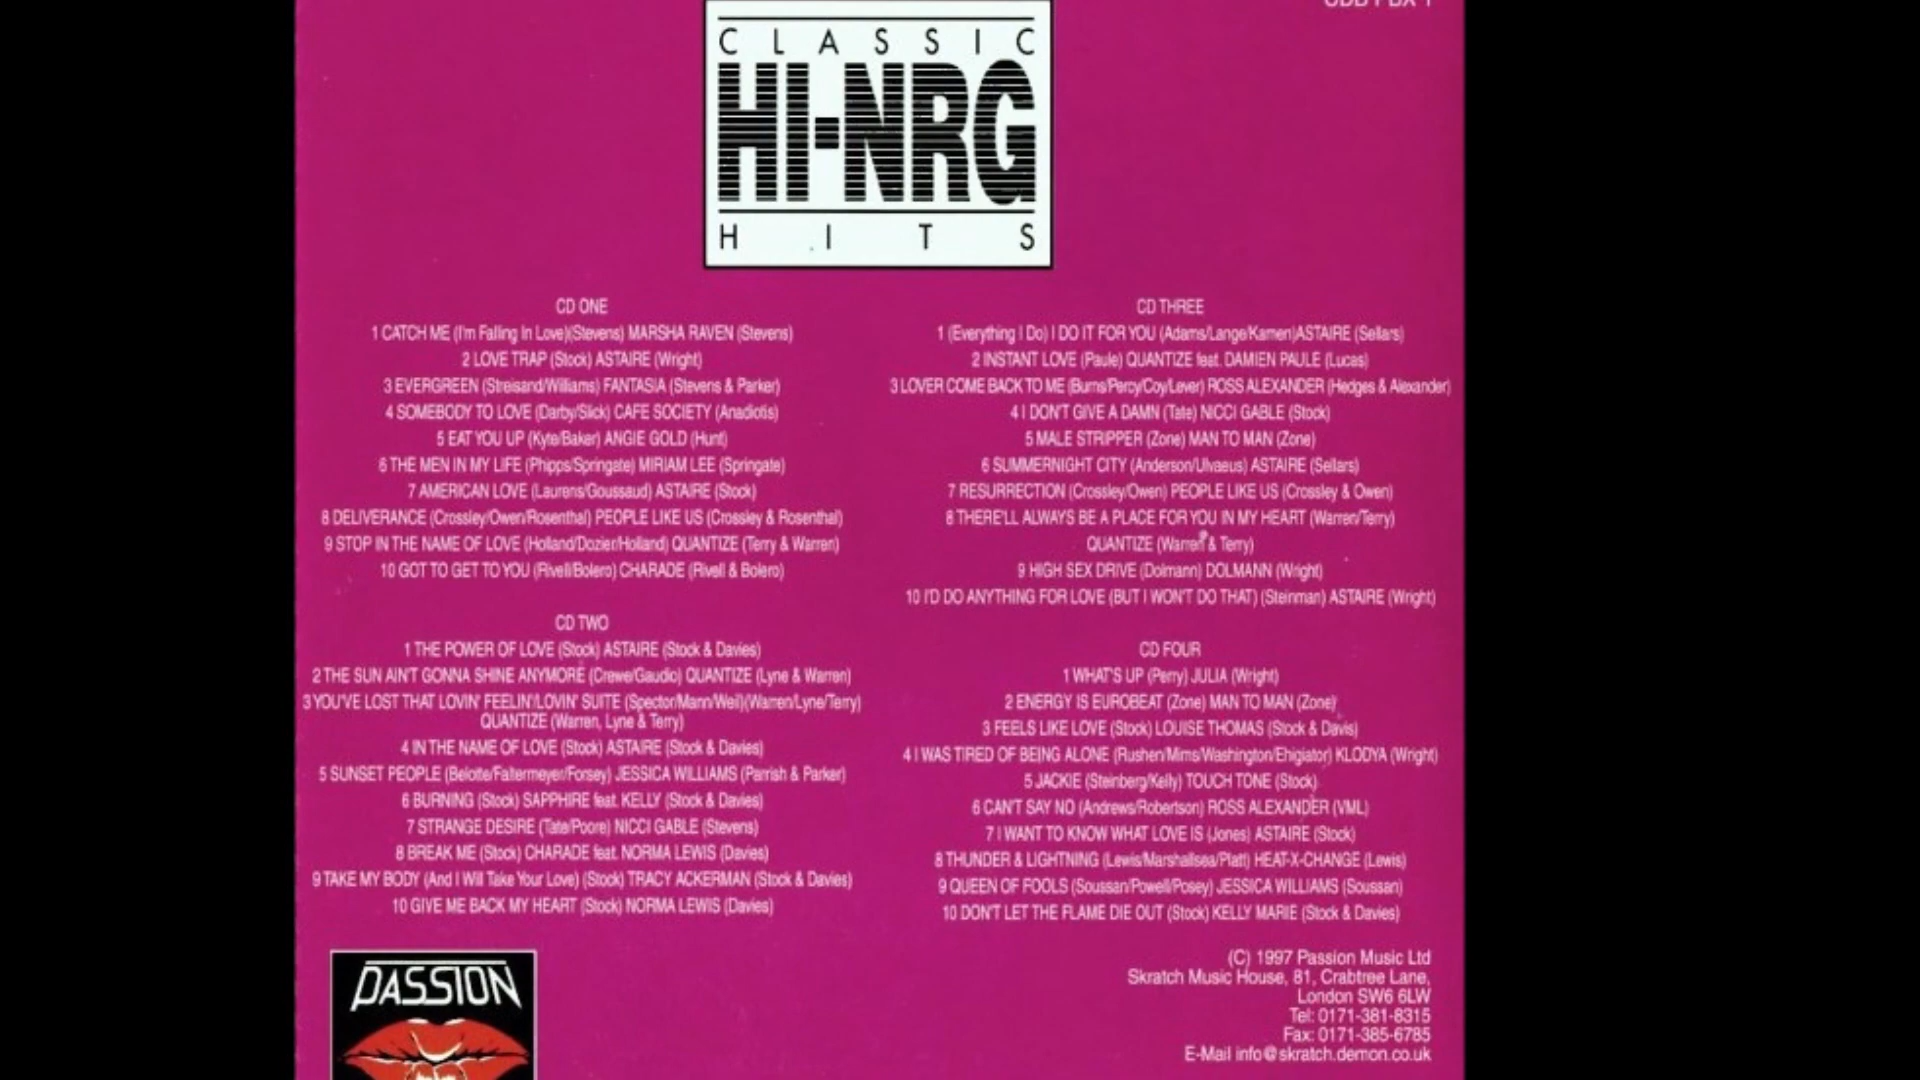 CLASSIC
HI-NRG
HITS
CD ONE
1 CATCH ME (I'm Falling In Love)(Stevens) MARSHA RAVEN (Stevens)
2 LOVE TRAP (Stock) ASTAIRE (Wright)
3 EVERGREEN (Streisand/Williams) FANTASIA (Stevens & Parker)
4 SOMEBODY TO LOVE (Darby/Slick) CAFE SOCIETY (Anadiotis)
5 EAT YOU UP (Kyte/Baker) ANGIE GOLD (Hunt)
6 THE MEN IN MY LIFE (Phipps/Springate) MIRIAM LEE (Springate)
7 AMERICAN LOVE (Laurens/Goussaud) ASTAIRE (Stock)
8 DELIVERANCE (Crossley/Owen/Rosenthal) PEOPLE LIKE US (Crossley & Rosenthal)
9 STOP IN THE NAME OF LOVE (Holland/Dozier/Holland) QUANTIZE (Terry & Warren)
10 GOT TO GET TO YOU (Rivell/Bolero) CHARADE (Rivell & Bolero)
CD TWO
1 THE POWER OF LOVE (Stock) ASTAIRE (Stock & Davies)
2 THE SUN AIN'T GONNA SHINE ANYMORE (Crewe/Gaudio) QUANTIZE (Lyne & Warren)
3 YOU'VE LOST THAT LOVIN' FEELIN'/LOVIN' SUITE (Spector/Mann/Weil)(Warren/Lyne/Terry)
QUANTIZE (Warren, Lyne & Terry)
4 IN THE NAME OF LOVE (Stock) ASTAIRE (Stock & Davies)
5 SUNSET PEOPLE (Belotte/Faltermeyer/Forsey) JESSICA WILLIAMS (Parrish & Parker)
6 BURNING (Stock) SAPPHIRE feat. KELLY (Stock & Davies)
7 STRANGE DESIRE (Tate/Poore) NICCI GABLE (Stevens)
8 BREAK ME (Stock) CHARADE feat. NORMA LEWIS (Davies)
9 TAKE MY BODY (And I Will Take Your Love) (Stock) TRACY ACKERMAN (Stock & Davies)
10 GIVE ME BACK MY HEART (Stock) NORMA LEWIS (Davies)
CD THREE
1 (Everything I Do) I DO IT FOR YOU (Adams/Lange/Kamen)ASTAIRE (Sellars)
2 INSTANT LOVE (Paule) QUANTIZE feat. DAMIEN PAULE (Lucas)
3 LOVER COME BACK TO ME (Burns/Percy/Coy/Lever) ROSS ALEXANDER (Hedges & Alexander)
4 I DON'T GIVE A DAMN (Tate) NICCI GABLE (Stock)
5 MALE STRIPPER (Zone) MAN TO MAN (Zone)
6 SUMMERNIGHT CITY (Anderson/Ulvaeus) ASTAIRE (Sellars)
7 RESURRECTION (Crossley/Owen) PEOPLE LIKE US (Crossley & Owen)
8 THERE'LL ALWAYS BE A PLACE FOR YOU IN MY HEART (Warren/Terry)
QUANTIZE (Warren & Terry)
9 HIGH SEX DRIVE (Dolmann) DOLMANN (Wright)
10 I'D DO ANYTHING FOR LOVE (BUT I WON'T DO THAT) (Steinman) ASTAIRE (Wright)
CD FOUR
1 WHAT'S UP (Perry) JULIA (Wright)
2 ENERGY IS EUROBEAT (Zone) MAN TO MAN (Zone)
3 FEELS LIKE LOVE (Stock) LOUISE THOMAS (Stock & Davis)
4 I WAS TIRED OF BEING ALONE (Rushen/Mims/Washington/Ehigiator) KLODYA (Wright)
5 JACKIE (Steinberg/Kelly) TOUCH TONE (Stock)
6 CAN'T SAY NO (Andrews/Robertson) ROSS ALEXANDER (VML)
7 I WANT TO KNOW WHAT LOVE IS (Jones) ASTAIRE (Stock)
8 THUNDER & LIGHTNING (Lewis/Marshallsea/Platt) HEAT-X-CHANGE (Lewis)
9 QUEEN OF FOOLS (Soussan/Powell/Posey) JESSICA WILLIAMS (Soussan)
10 DON'T LET THE FLAME DIE OUT (Stock) KELLY MARIE (Stock & Davies)
PASSION
(C) 1997 Passion Music Ltd
Skratch Music House, 81, Crabtree Lane,
London SW6 6LW
Tel: 0171-381-8315
Fax: 0171-385-6785
E-Mail info@skratch.demon.co.uk